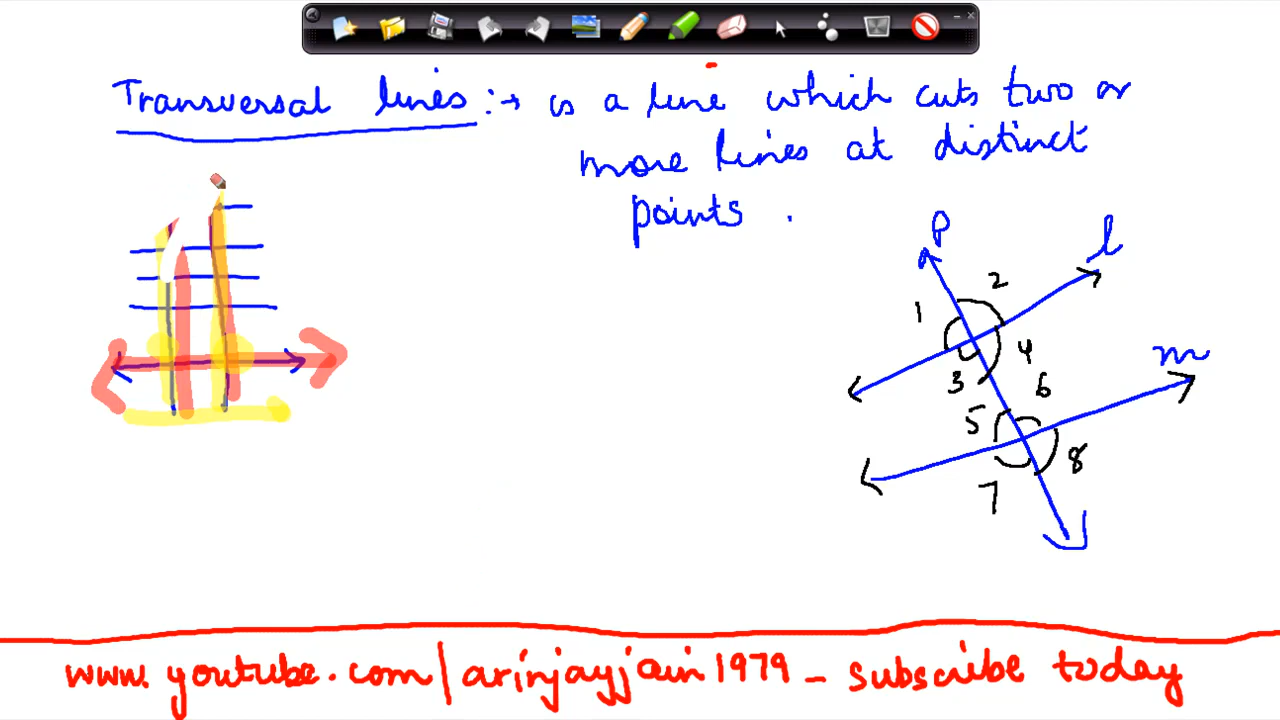 Transversal lines :→ is a line which cuts two or
more lines at distinct
points .
p
l
2
1
4
m
3
6
5
8
7
www.youtube.com/arinjayjain1979 - subscribe today